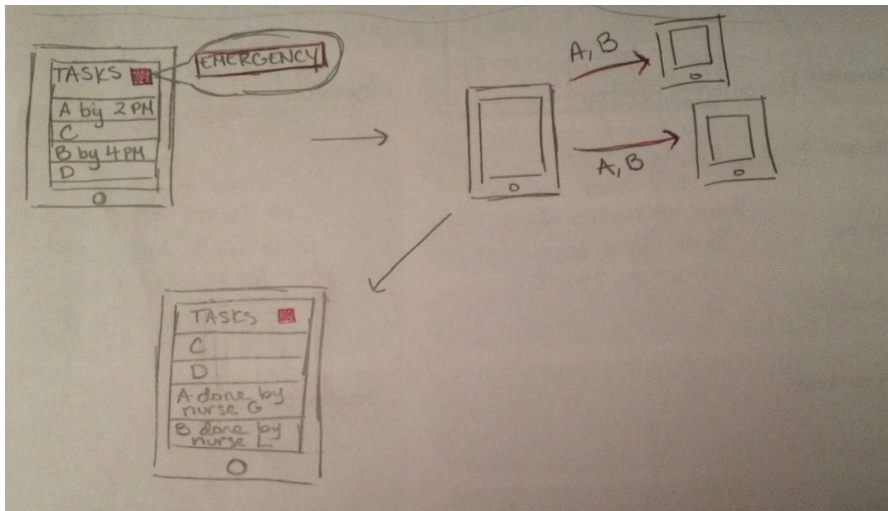 TASKS
EMERGENCY
A by 2 PM
C
B by 4 PM
D
A, B
A, B
TASKS
C
D
A done by
nurse G
B done by
nurse L